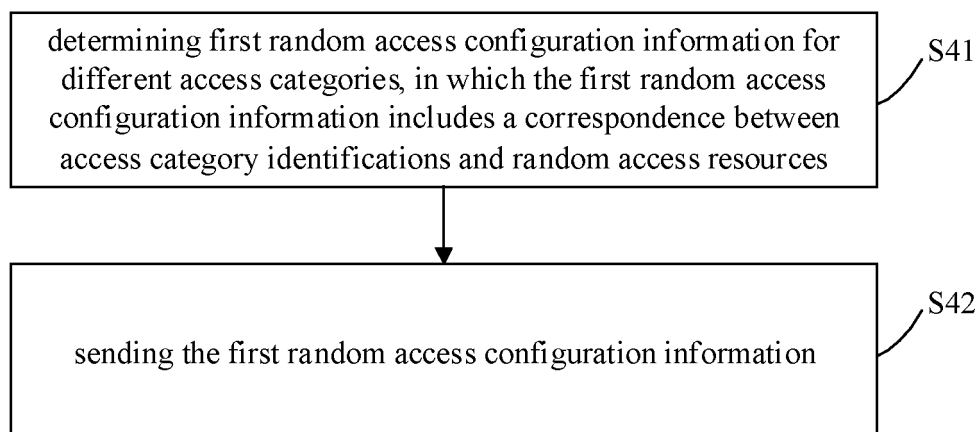 determining first random access configuration information for
different access categories, in which the first random access
configuration information includes a correspondence between
access category identifications and random access resources
S41
sending the first random access configuration information
S42